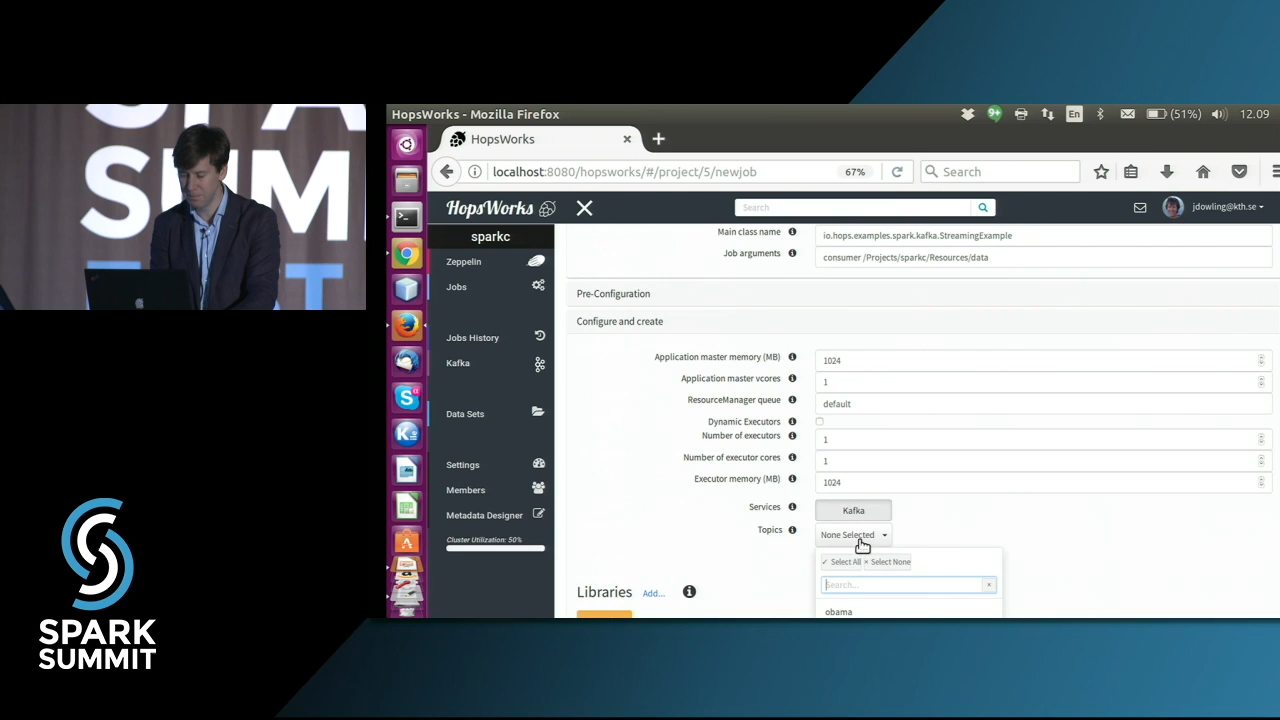 SPA
SUM
HopsWorks - Mozilla Firefox
9+
En
(51%)
12.09
HopsWorks
localhost:8080/hopsworks/#/project/5/newjob
67%
Search
HopsWorks
Search
jdowling@kth.se
sparkc
Zeppelin
Jobs
Jobs History
Kafka
Data Sets
Settings
Members
Metadata Designer
Cluster Utilization: 50%
Main class name
io.hops.examples.spark.kafka.StreamingExample
Job arguments
consumer /Projects/sparkc/Resources/data
Pre-Configuration
Configure and create
Application master memory (MB)
1024
Application master vcores
1
ResourceManager queue
default
Dynamic Executors
Number of executors
1
Number of executor cores
1
Executor memory (MB)
1024
Services
Kafka
Topics
None Selected
✓ Select All × Select None
Search...
obama
Libraries Add...
SPARK
SUMMIT